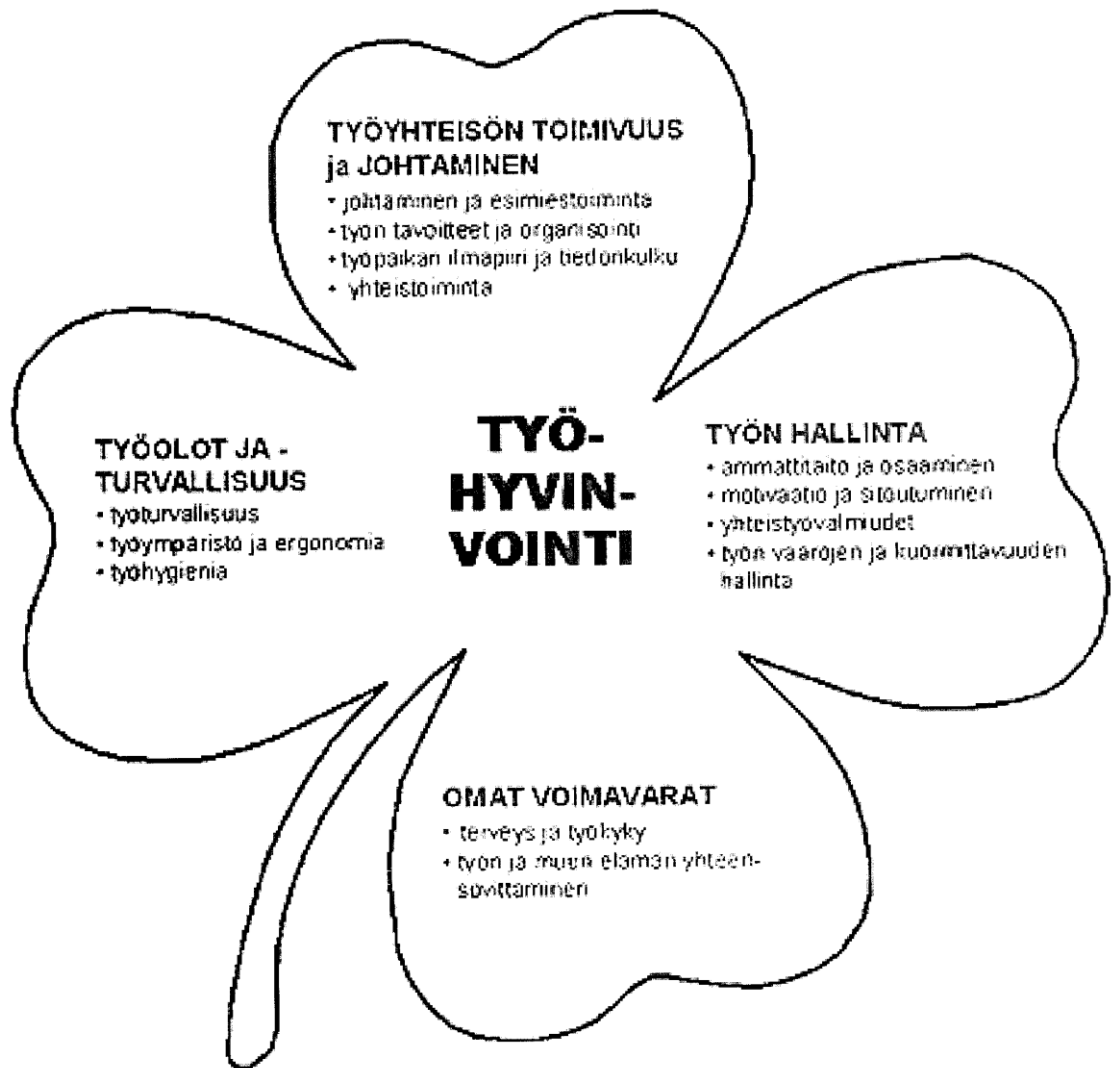 TYÖYHTEISÖN TOIMIVUUS
ja JOHTAMINEN
• johtaminen ja esimiestoiminta
• työn tavoitteet ja organisointi
• työpaikan ilmapiiri ja tiedonkulku
• yhteistoiminta
TYÖOLOT JA -
TURVALLISUUS
• työturvallisuus
• työympäristö ja ergonomia
• työhygienia
TYÖ-
HYVIN-
VOINTI
TYÖN HALLINTA
• ammattitaito ja osaaminen
• motivaatio ja sitoutuminen
• yhteistyövalmiudet
• työn vaarojen ja kuormittavuuden
hallinta
OMAT VOIMAVARAT
• terveys ja työkyky
• työn ja muun elämän yhteen-
sovittaminen